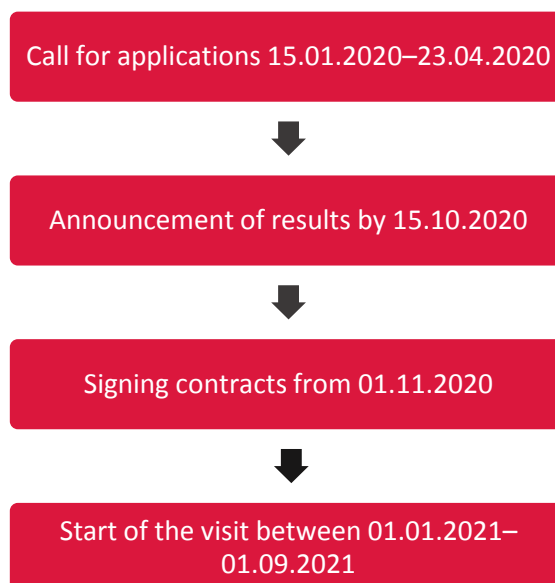 Call for applications 15.01.2020–23.04.2020
Announcement of results by 15.10.2020
Signing contracts from 01.11.2020
Start of the visit between 01.01.2021–
01.09.2021